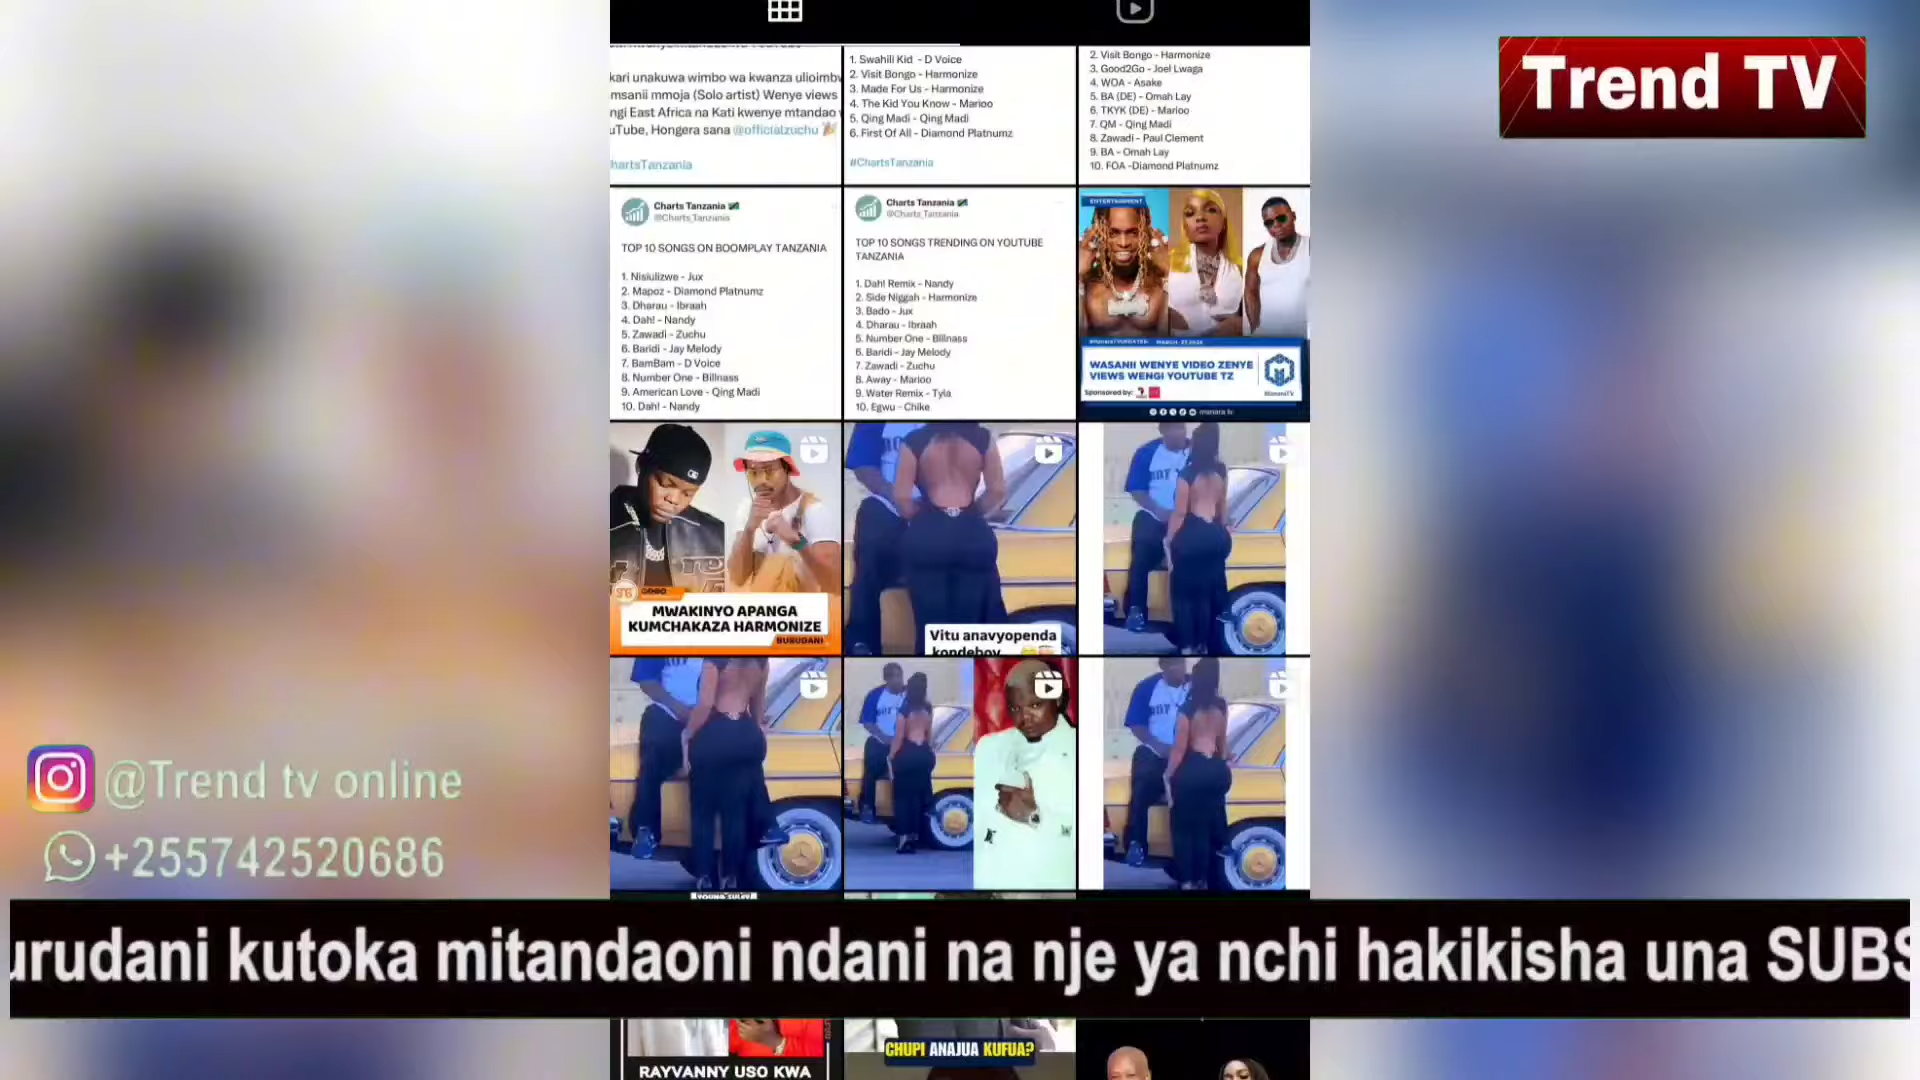 Trend TV
kari unakuwa wimbo wa kwanza ulioimbw
msanii mmoja (Solo artist) Wenye views
ngi East Africa na Kati kwenye mtandao
uTube, Hongera sana @officialzuchu 🎉
hartsTanzania
1. Swahili Kid - D Voice
2. Visit Bongo - Harmonize
3. Made For Us - Harmonize
4. The Kid You Know - Marioo
5. Qing Madi - Qing Madi
6. First Of All - Diamond Platnumz
#ChartsTanzania
2. Visit Bongo - Harmonize
3. Good2Go - Joel Lwaga
4. WOA - Asake
5. BA (DE) - Omah Lay
6. TKYK (DE) - Marioo
7. QM - Qing Madi
8. Zawadi - Paul Clement
9. BA - Omah Lay
10. FOA -Diamond Platnumz
Charts Tanzania 🇹🇿
@Charts_Tanzania
TOP 10 SONGS ON BOOMPLAY TANZANIA
1. Nisiulizwe - Jux
2. Mapoz - Diamond Platnumz
3. Dharau - Ibraah
4. Dah! - Nandy
5. Zawadi - Zuchu
6. Baridi - Jay Melody
7. BamBam - D Voice
8. Number One - Billnass
9. American Love - Qing Madi
10. Dah! - Nandy
Charts Tanzania 🇹🇿
@Charts_Tanzania
TOP 10 SONGS TRENDING ON YOUTUBE
TANZANIA
1. Dah! Remix - Nandy
2. Side Niggah - Harmonize
3. Bado - Jux
4. Dharau - Ibraah
5. Number One - Billnass
6. Baridi - Jay Melody
7. Zawadi - Zuchu
8. Away - Marioo
9. Water Remix - Tyla
10. Egwu - Chike
ENTERTAINMENT
WASANII WENYE VIDEO ZENYE
VIEWS WENGI YOUTUBE TZ
Sponsored by:
MWAKINYO APANGA
KUMCHAKAZA HARMONIZE
BURUDANI
Vitu anavyopenda
kondeboy
@Trend tv online
+255742520686
urudani kutoka mitandaoni ndani na nje ya nchi hakikisha una SUBS
RAYVANNY USO KWA
CHUPI ANAJUA KUFUA?